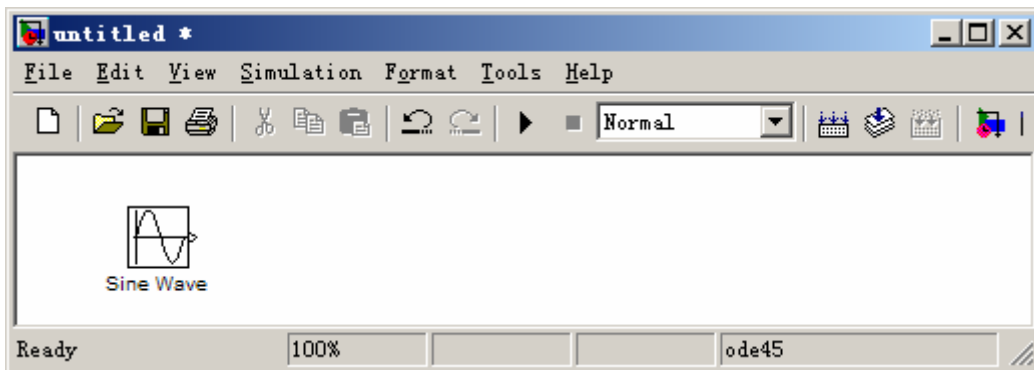 untitled *
File Edit View Simulation Format Tools Help
Normal
Sine Wave
Ready 100% ode45